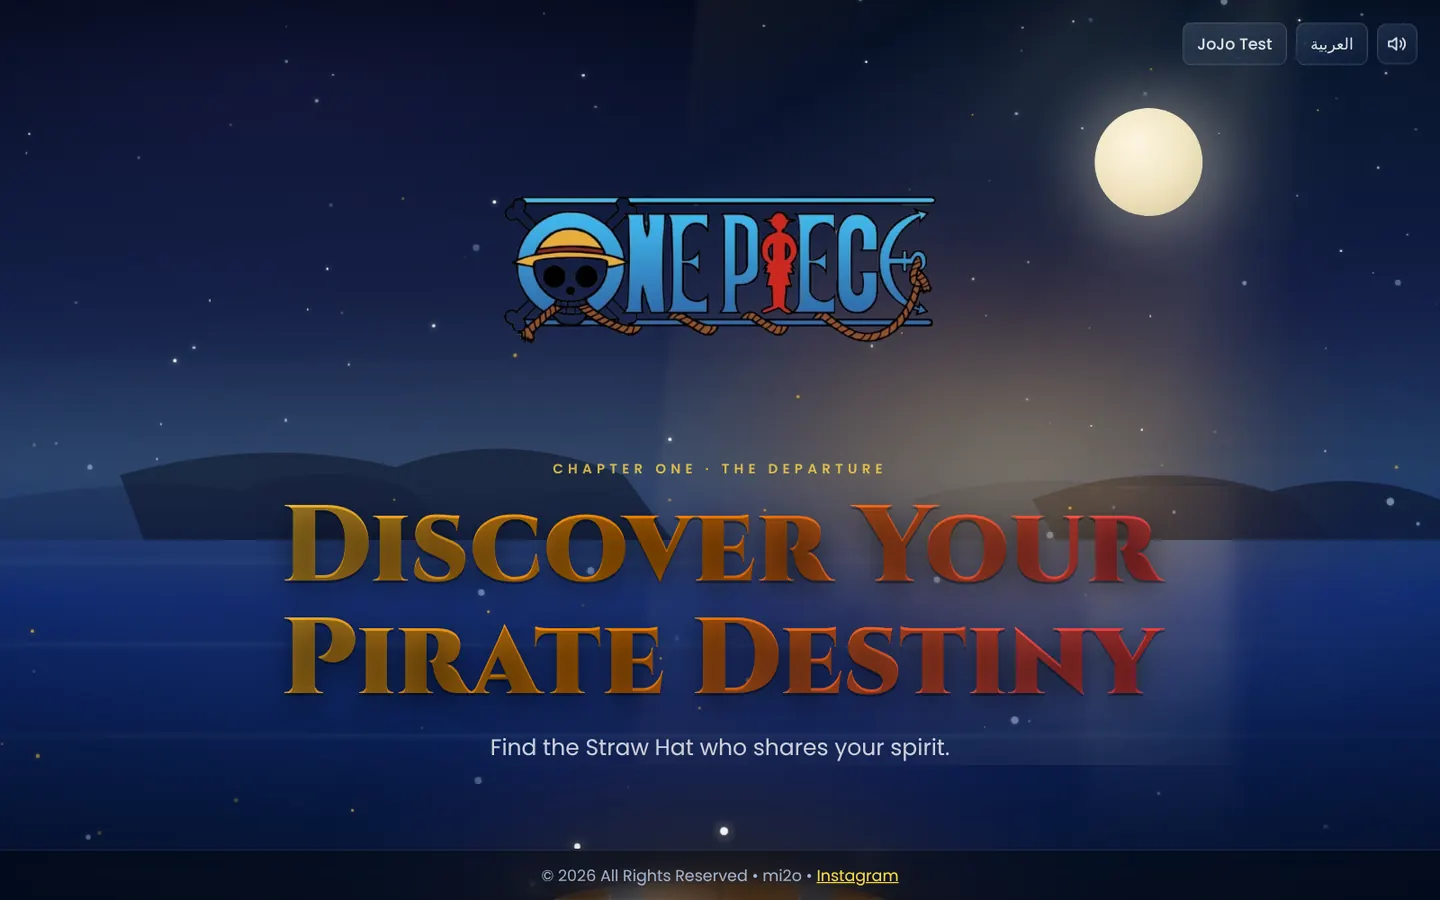 JoJo Test
العربية
ONE PIECE
CHAPTER ONE · THE DEPARTURE
Discover Your
Pirate Destiny
Find the Straw Hat who shares your spirit.
© 2026 All Rights Reserved • mi2o • Instagram